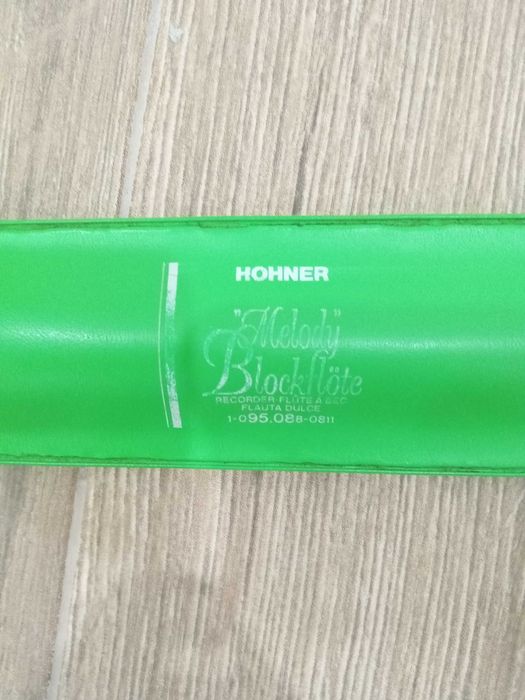 HOHNER
"Melody"
Blockflöte
RECORDER-FLÛTE A BEC
FLAUTA DULCE
1-095.088-0811